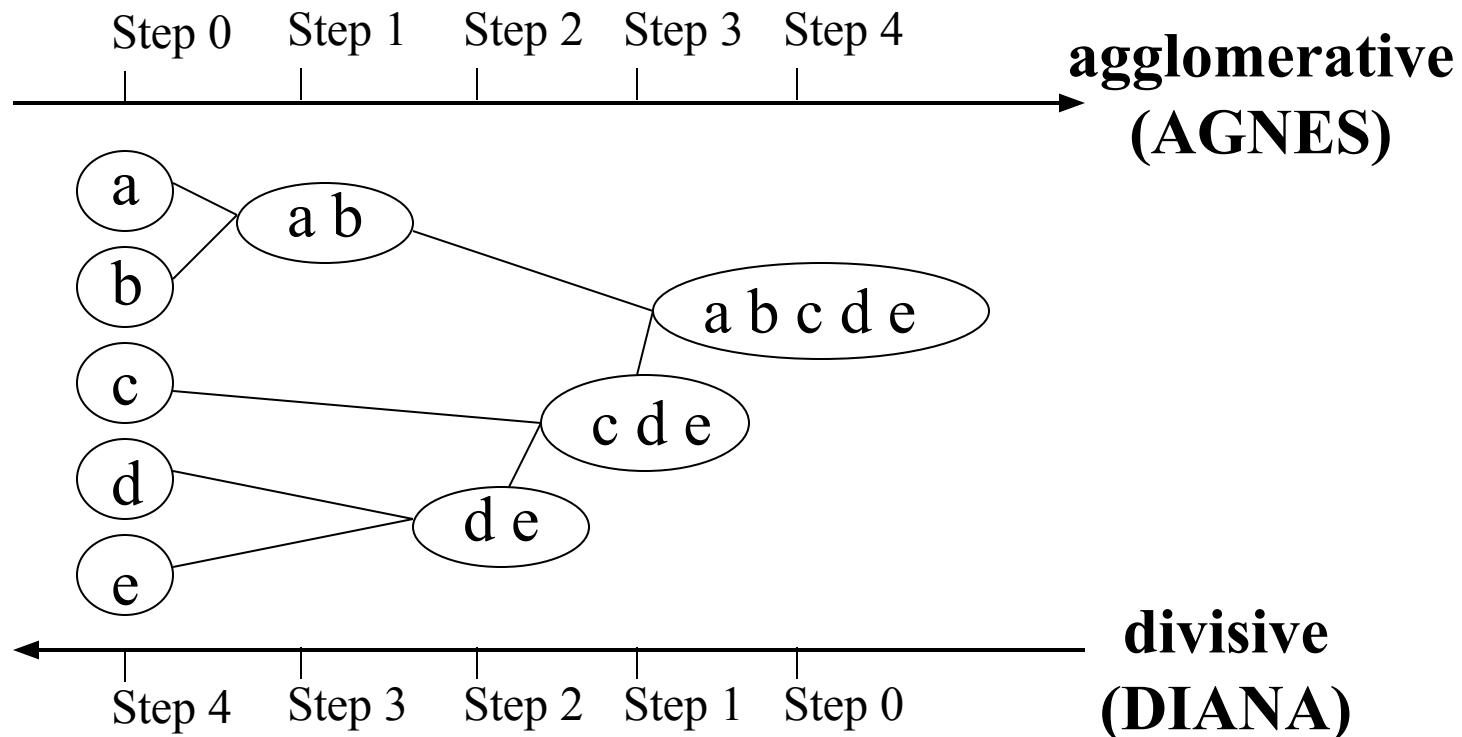 Step 0 Step 1 Step 2 Step 3 Step 4
agglomerative
(AGNES)
a
a b
b
a b c d e
c
c d e
d
d e
e
divisive
(DIANA)
Step 4 Step 3 Step 2 Step 1 Step 0